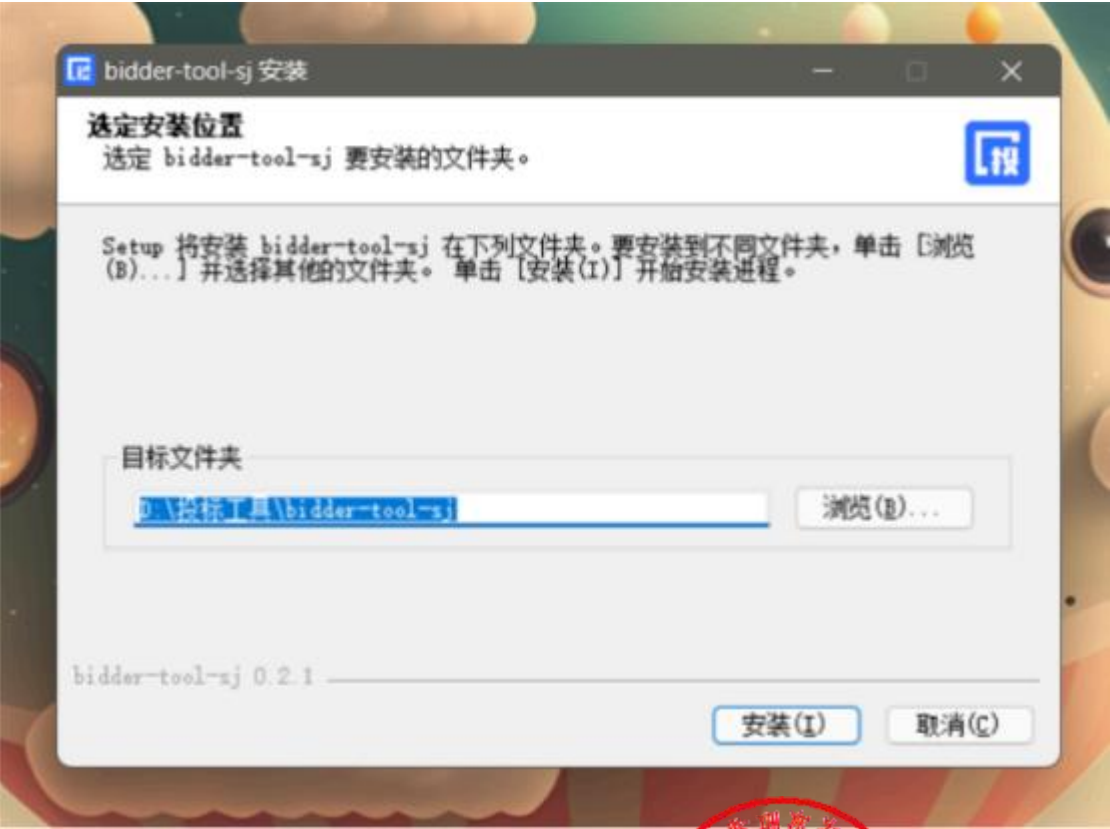 bidder-tool-sj 安装
选定安装位置
选定 bidder-tool-sj 要安装的文件夹。
投
Setup 将安装 bidder-tool-sj 在下列文件夹。要安装到不同文件夹，单击 [浏览
(B)...] 并选择其他的文件夹。 单击 [安装(I)] 开始安装进程。
目标文件夹
D:\投标工具\bidder-tool-sj
浏览(B)...
bidder-tool-sj 0.2.1
安装(I)
取消(C)